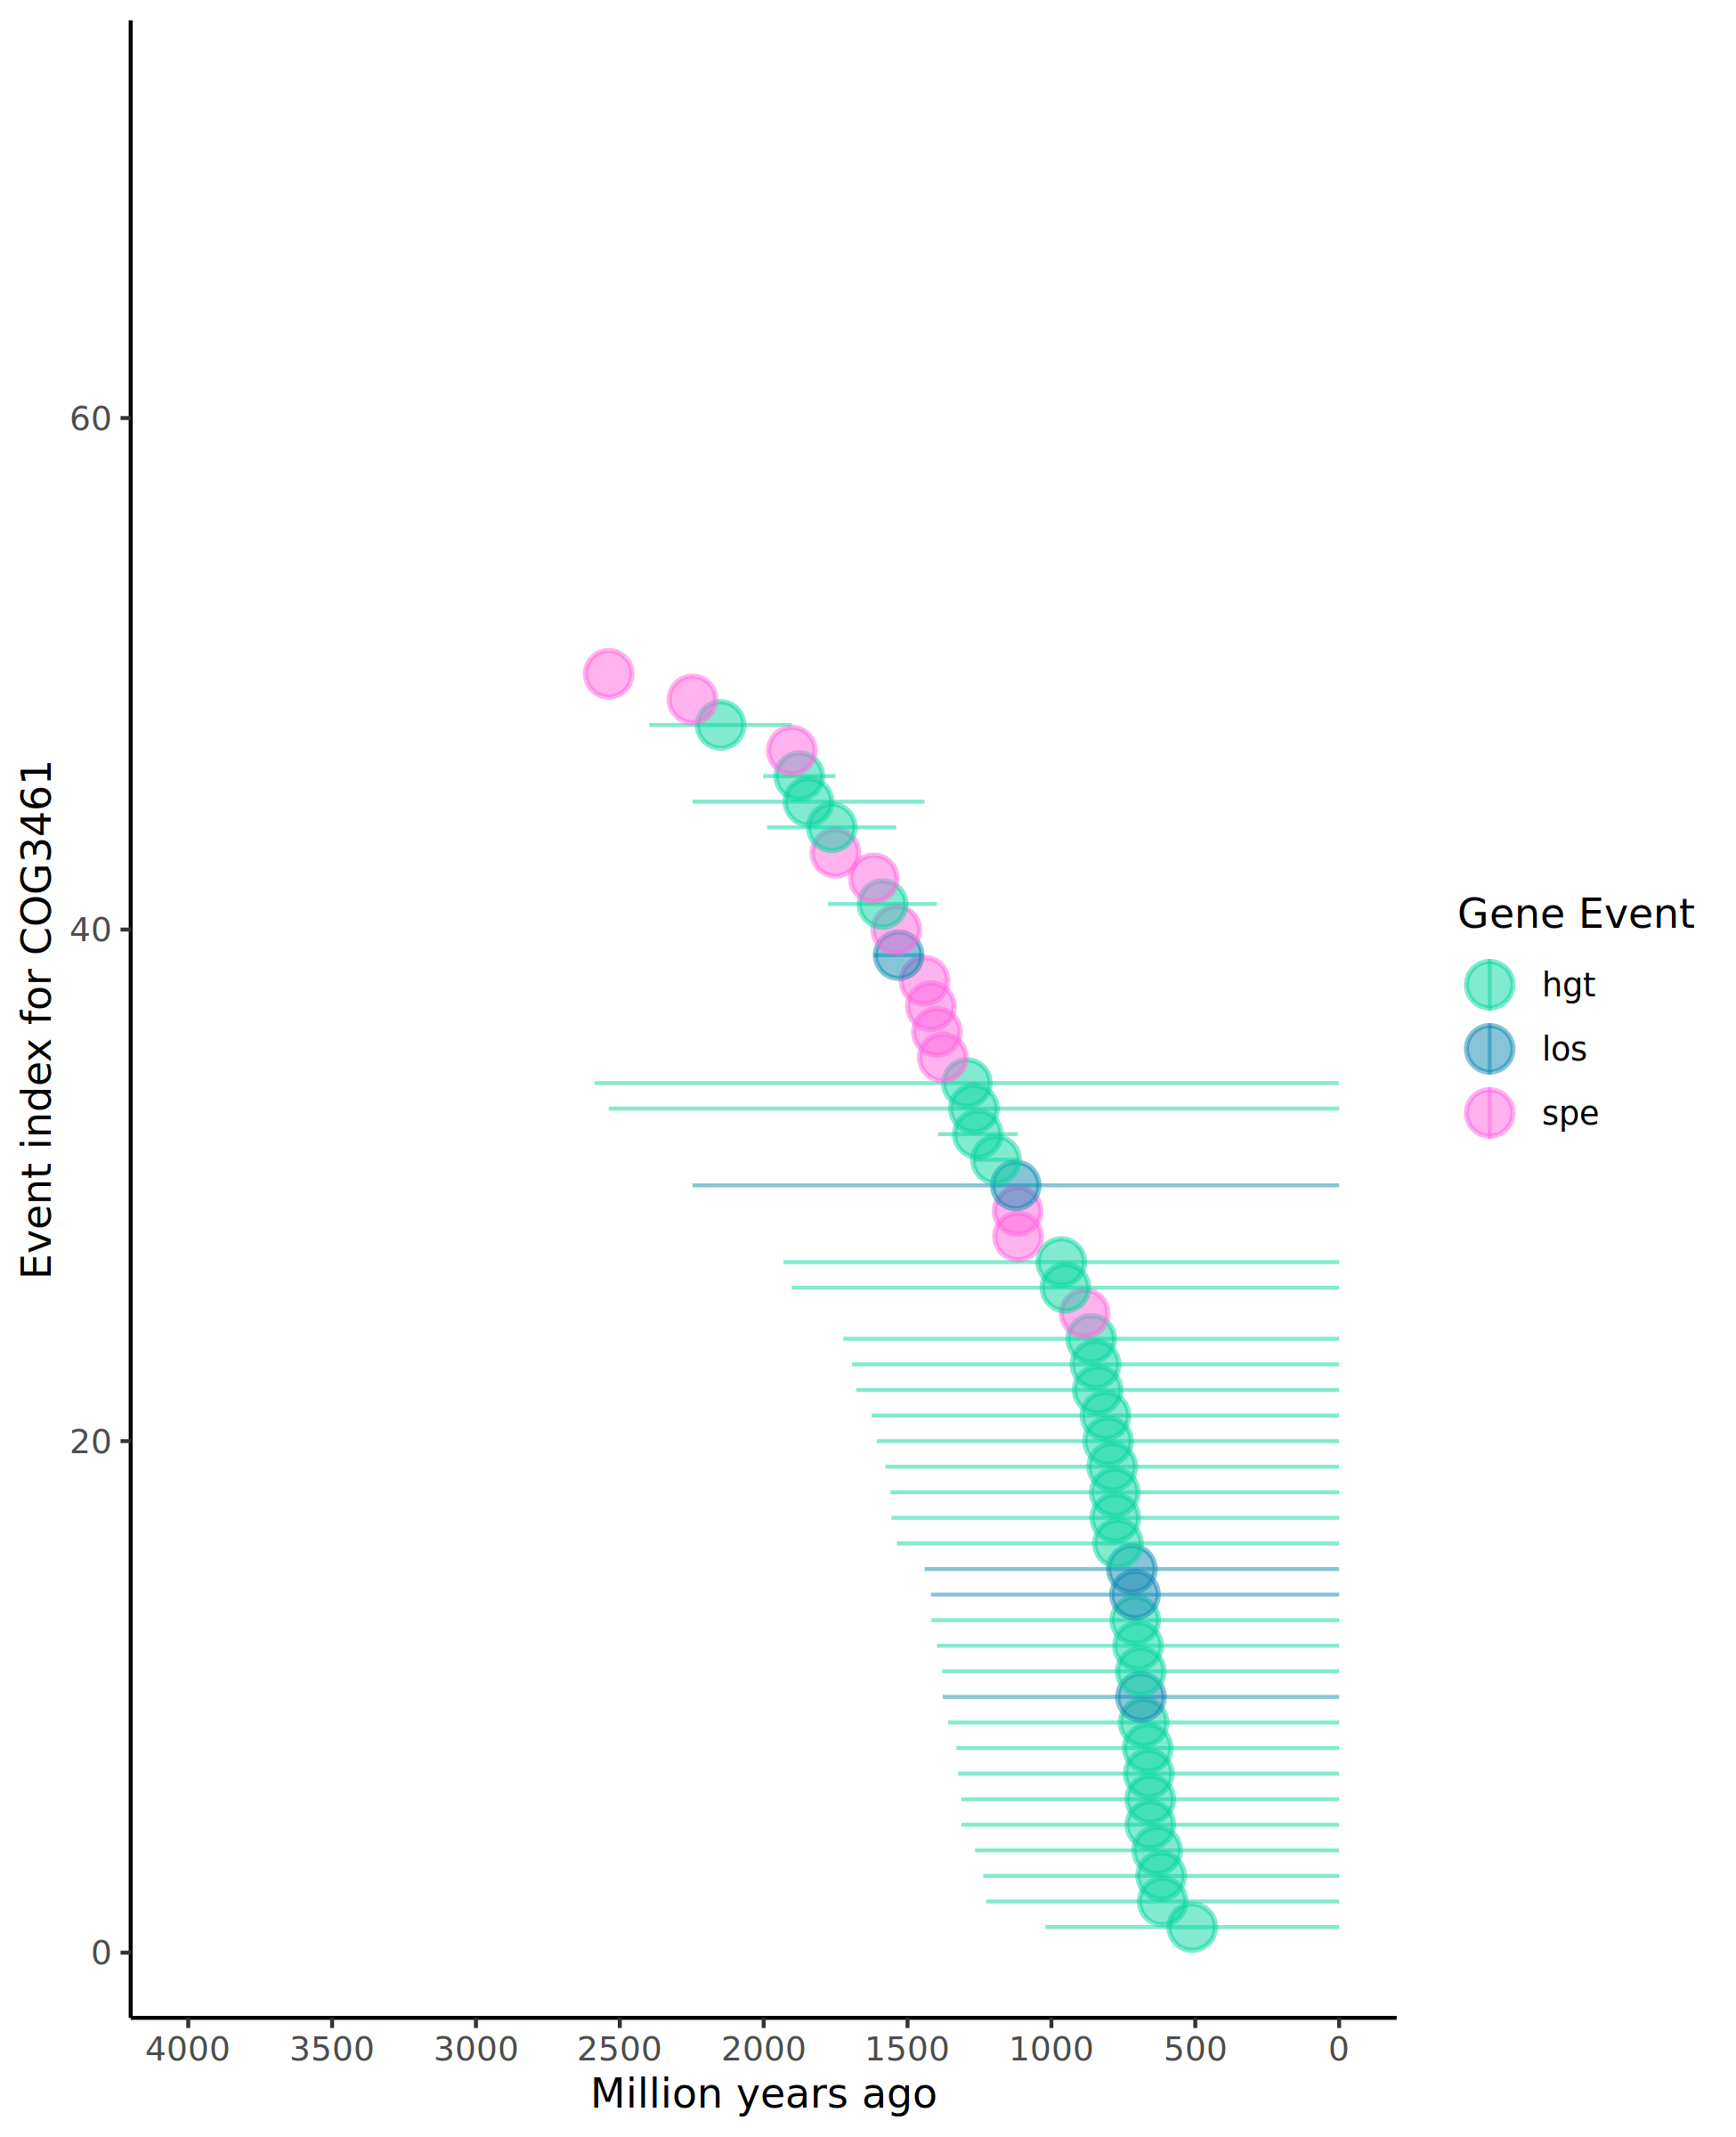 Event index for COG3461
60
40
20
0
4000 3500 3000 2500 2000 1500 1000 500 0
Million years ago
Gene Event
hgt
los
spe